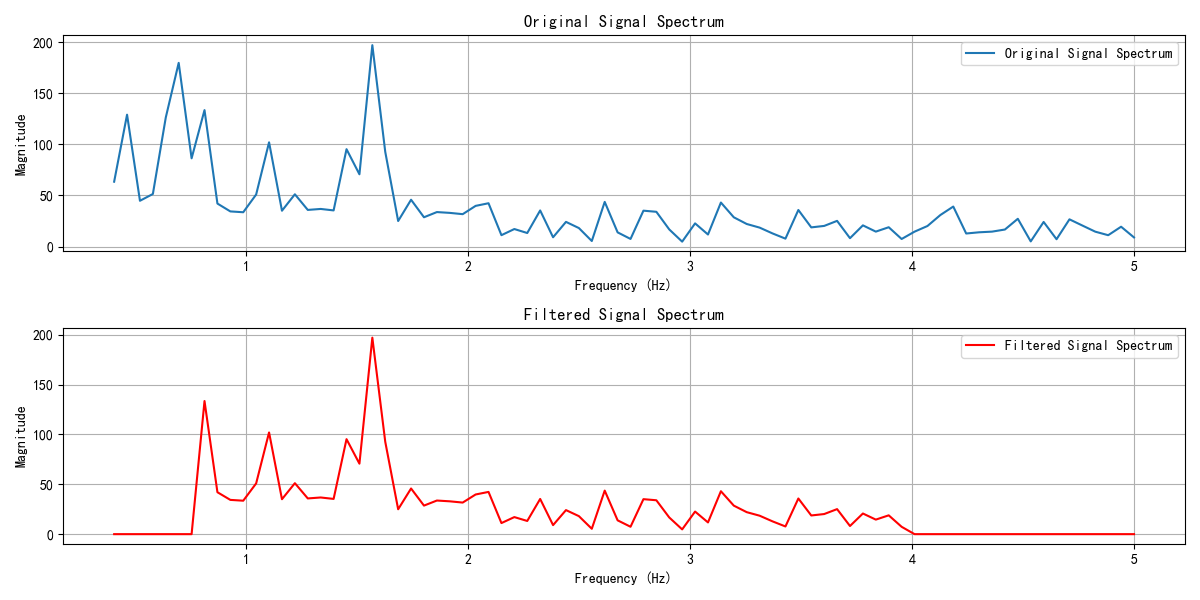 Original Signal Spectrum
Original Signal Spectrum
200
150
100
50
0
Magnitude
1 2 3 4 5
Frequency (Hz)
Filtered Signal Spectrum
Filtered Signal Spectrum
200
150
100
50
0
Magnitude
1 2 3 4 5
Frequency (Hz)